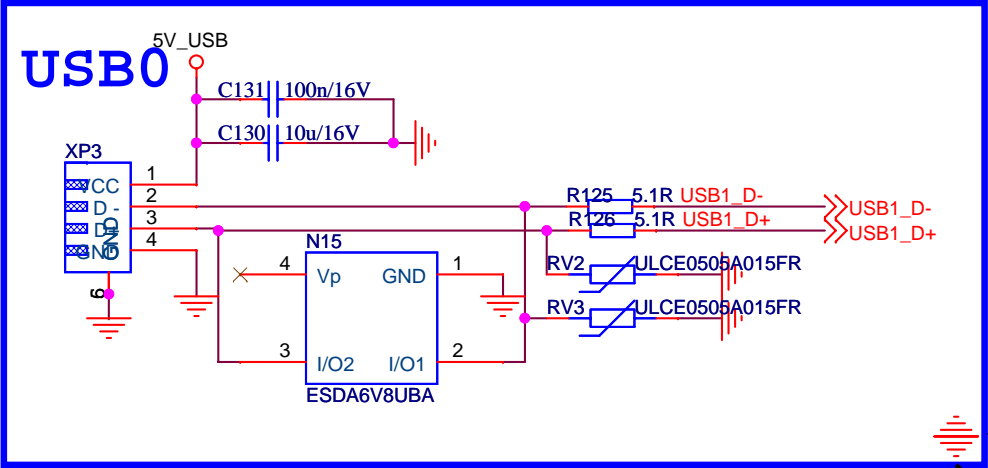 5V_USB
USB0
C131 100n/16V
C130 10u/16V
XP3
1
VCC
2
D -
3
D+
4
GND
GND
6
R125 5.1R USB1_D-
USB1_D-
R126 5.1R USB1_D+
USB1_D+
N15
4 Vp GND 1
RV2 ULCE0505A015FR
RV3 ULCE0505A015FR
3 I/O2 I/O1 2
ESDA6V8UBA